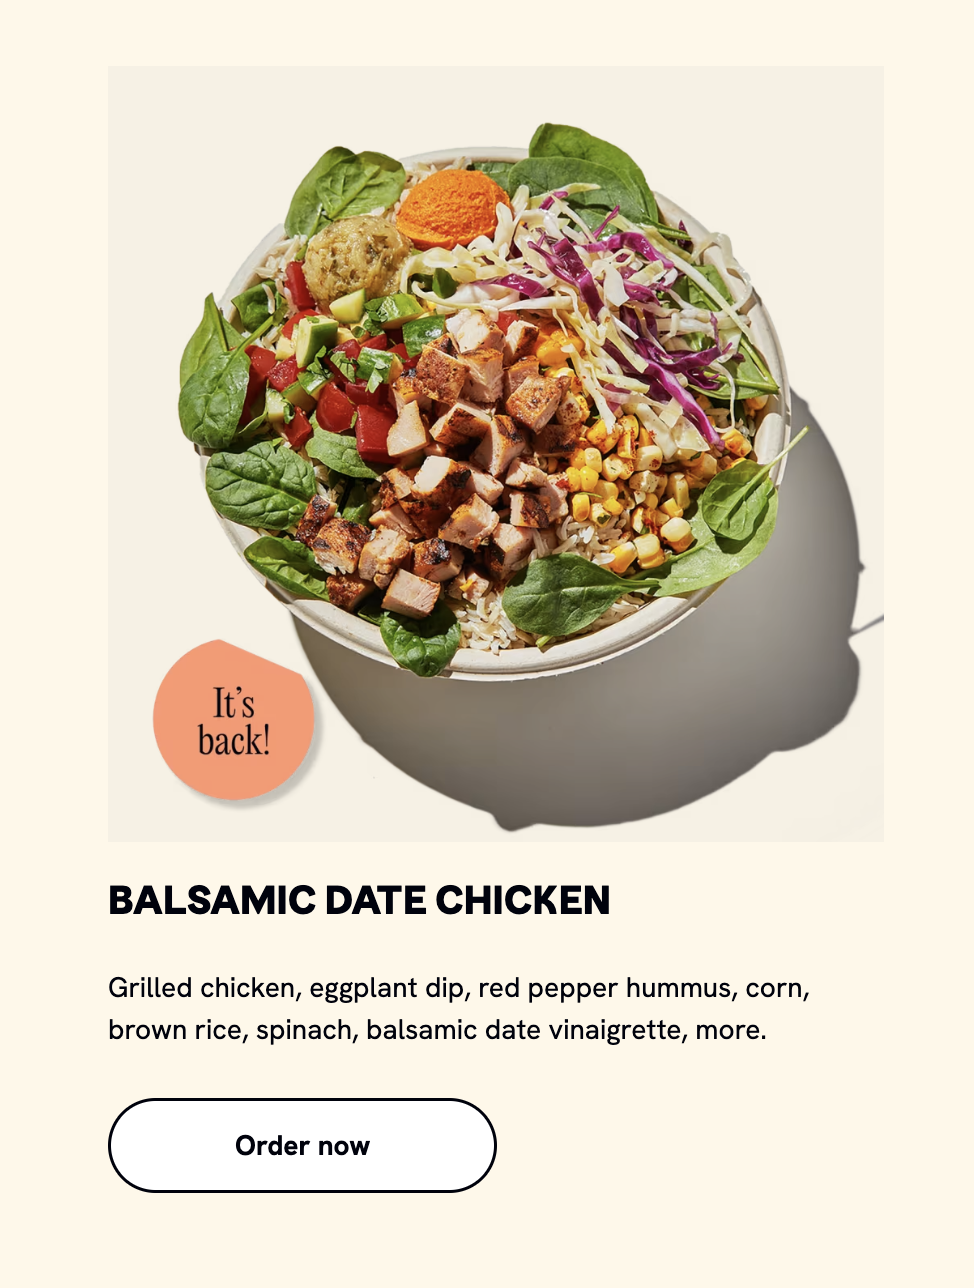 It’s
back!
BALSAMIC DATE CHICKEN
Grilled chicken, eggplant dip, red pepper hummus, corn,
brown rice, spinach, balsamic date vinaigrette, more.
Order now